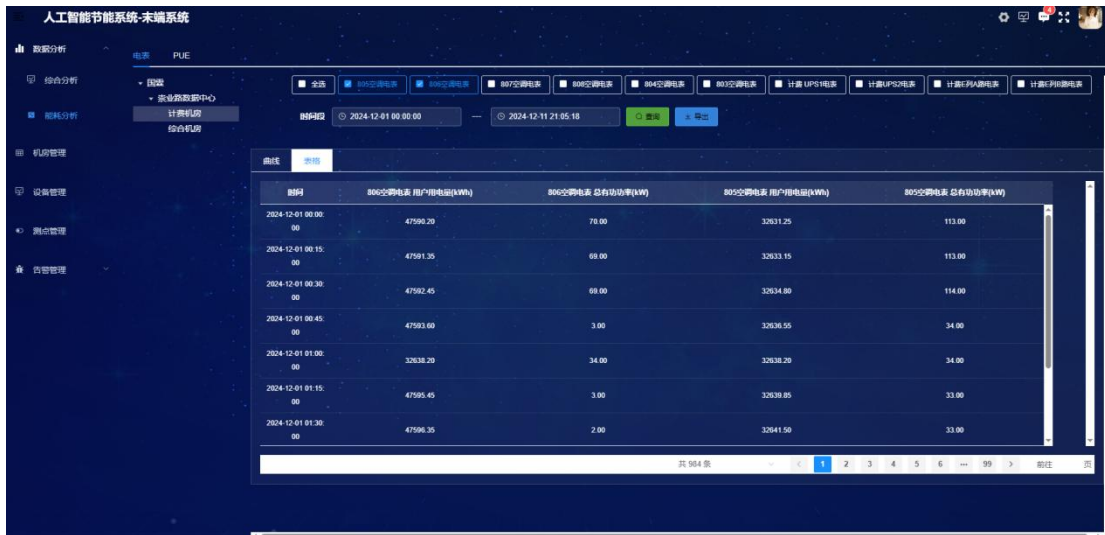 人工智能节能系统-末端系统
4
数据分析
综合分析
能耗分析
机房管理
设备管理
测点管理
告警管理
电表 PUE
国霞
崇业路数据中心
计费机房
综合机房
全选 805空调电表 806空调电表 807空调电表 808空调电表 804空调电表 803空调电表 计费 UPS1电表 计费UPS2电表 计费E列A路电表 计费E列B路电表
时间段 2024-12-01 00:00:00 — 2024-12-11 21:05:18 查询 导出
曲线 表格
时间 806空调电表 用户用电量(kWh) 806空调电表 总有功功率(kW) 805空调电表 用户用电量(kWh) 805空调电表 总有功功率(kW)
2024-12-01 00:00:00 47590.20 70.00 32631.25 113.00
2024-12-01 00:15:00 47591.35 69.00 32633.15 113.00
2024-12-01 00:30:00 47592.45 69.00 32634.80 114.00
2024-12-01 00:45:00 47593.60 3.00 32636.55 34.00
2024-12-01 01:00:00 32638.20 34.00 32638.20 34.00
2024-12-01 01:15:00 47595.45 3.00 32639.85 33.00
2024-12-01 01:30:00 47596.35 2.00 32641.50 33.00
共 984 条 1 2 3 4 5 6 ... 99 前往 页